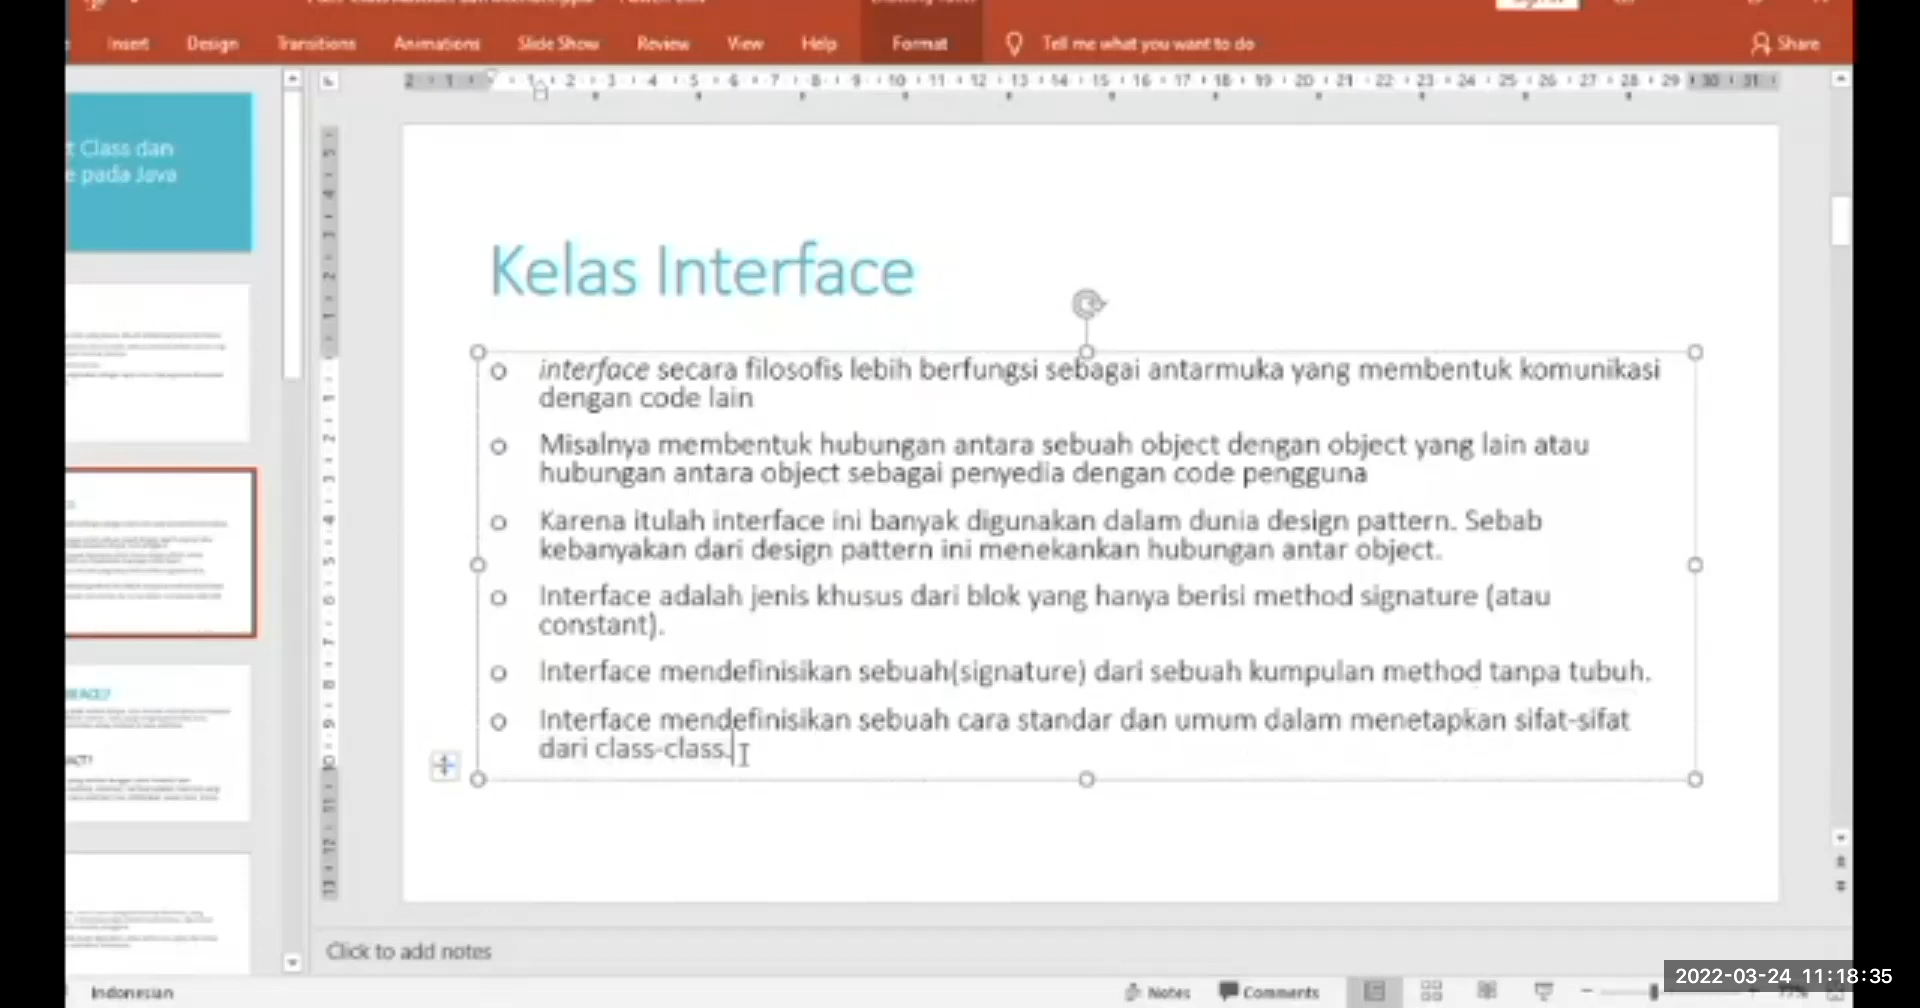 Insert Design Transitions Animations Slide Show Review View Help Format Tell me what you want to do Share
t Class dan
e pada Java
Kelas Interface
interface secara filosofis lebih berfungsi sebagai antarmuka yang membentuk komunikasi
dengan code lain
Misalnya membentuk hubungan antara sebuah object dengan object yang lain atau
hubungan antara object sebagai penyedia dengan code pengguna
Karena itulah interface ini banyak digunakan dalam dunia design pattern. Sebab
kebanyakan dari design pattern ini menekankan hubungan antar object.
Interface adalah jenis khusus dari blok yang hanya berisi method signature (atau
constant).
Interface mendefinisikan sebuah(signature) dari sebuah kumpulan method tanpa tubuh.
Interface mendefinisikan sebuah cara standar dan umum dalam menetapkan sifat-sifat
dari class-class.
Click to add notes
Indonesian Notes Comments
2022-03-24 11:18:35